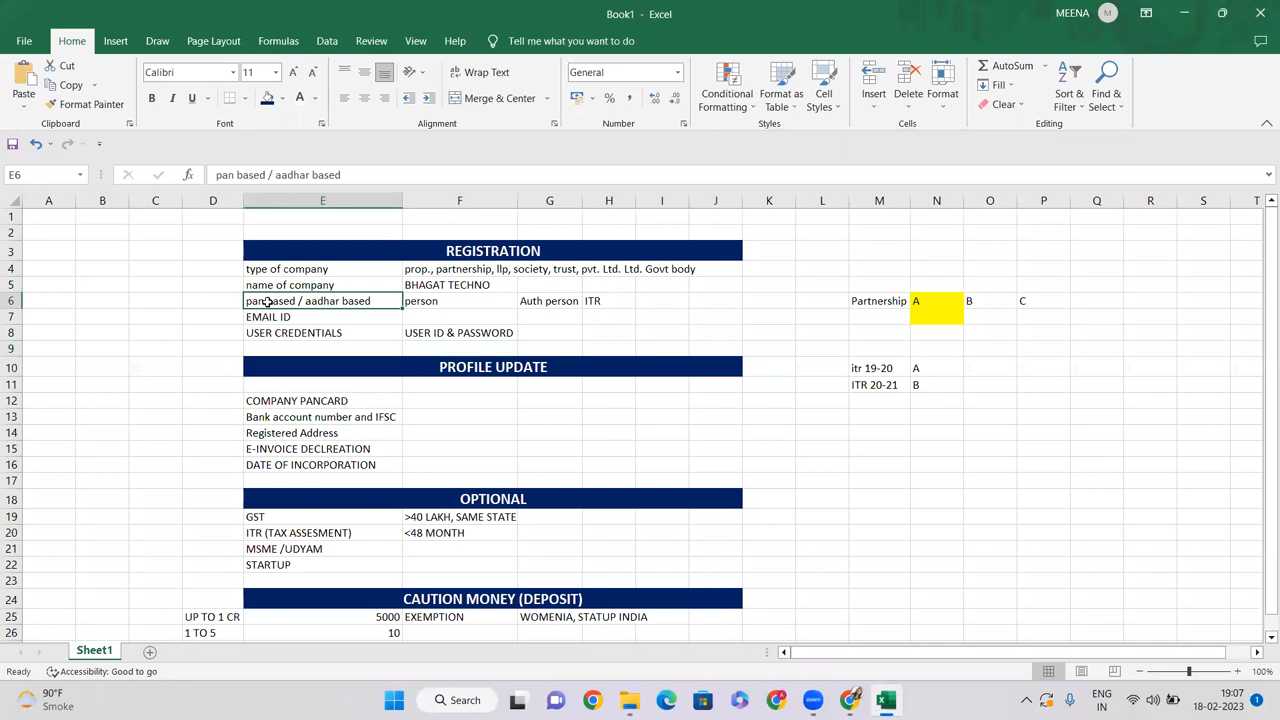 Book1 - Excel
MEENA
M
File Home Insert Draw Page Layout Formulas Data Review View Help Tell me what you want to do
Paste
Cut
Copy
Format Painter
Clipboard
Calibri 11
B I U
Font
Wrap Text
Merge & Center
Alignment
General
Number
Conditional Formatting
Format as Table
Cell Styles
Styles
Insert Delete Format
Cells
AutoSum
Fill
Clear
Sort & Filter
Find & Select
Editing
E6 pan based / aadhar based
A B C D E F G H I J K L M N O P Q R S T
1
2
3 REGISTRATION
4 type of company prop., partnership, llp, society, trust, pvt. Ltd. Ltd. Govt body
5 name of company BHAGAT TECHNO
6 pan based / aadhar based person Auth person ITR Partnership A B C
7 EMAIL ID
8 USER CREDENTIALS USER ID & PASSWORD
9
10 PROFILE UPDATE itr 19-20 A
11 ITR 20-21 B
12 COMPANY PANCARD
13 Bank account number and IFSC
14 Registered Address
15 E-INVOICE DECLREATION
16 DATE OF INCORPORATION
17
18 OPTIONAL
19 GST >40 LAKH, SAME STATE
20 ITR (TAX ASSESMENT) <48 MONTH
21 MSME /UDYAM
22 STARTUP
23
24 CAUTION MONEY (DEPOSIT)
25 UP TO 1 CR 5000 EXEMPTION WOMENIA, STATUP INDIA
26 1 TO 5 10
Sheet1
Ready Accessibility: Good to go 100%
90°F
Smoke
Search
ENG
IN
19:07
18-02-2023
1